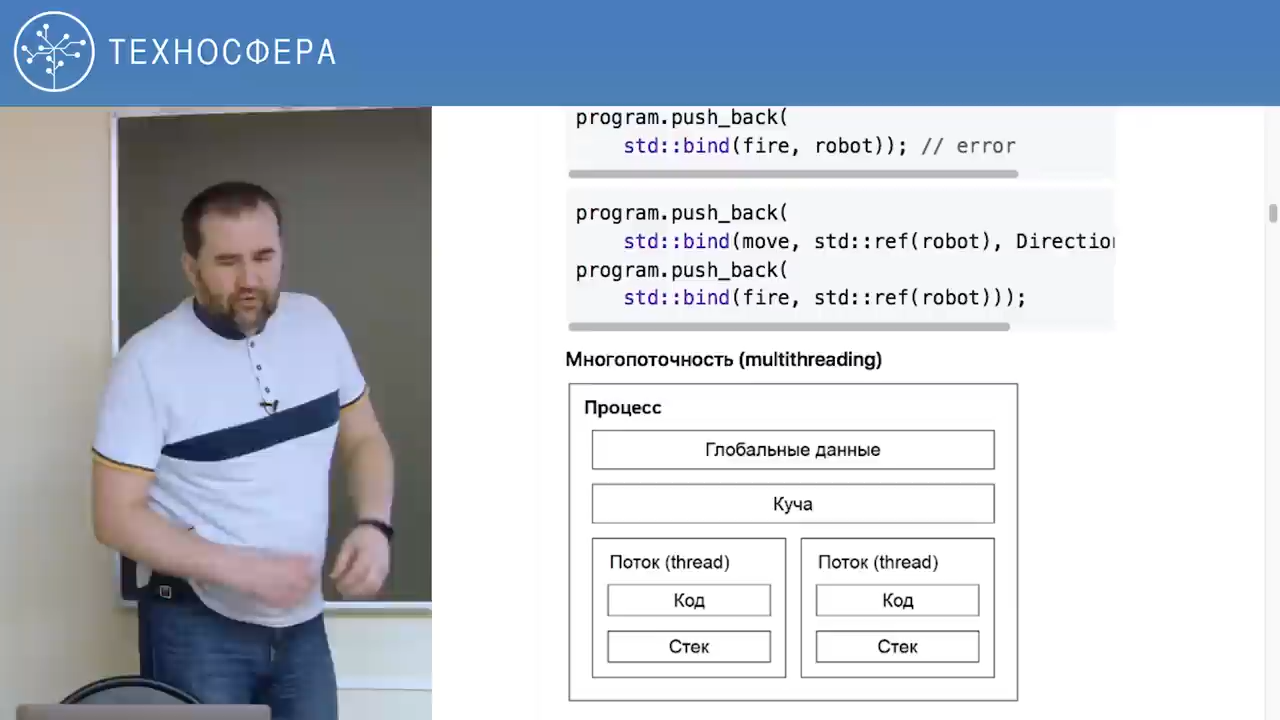 ТЕХНОСФЕРА
program.push_back(
std::bind(fire, robot)); // error
program.push_back(
std::bind(move, std::ref(robot), Direction
program.push_back(
std::bind(fire, std::ref(robot)));
Многопоточность (multithreading)
Процесс
Глобальные данные
Куча
Поток (thread)
Код
Стек
Поток (thread)
Код
Стек